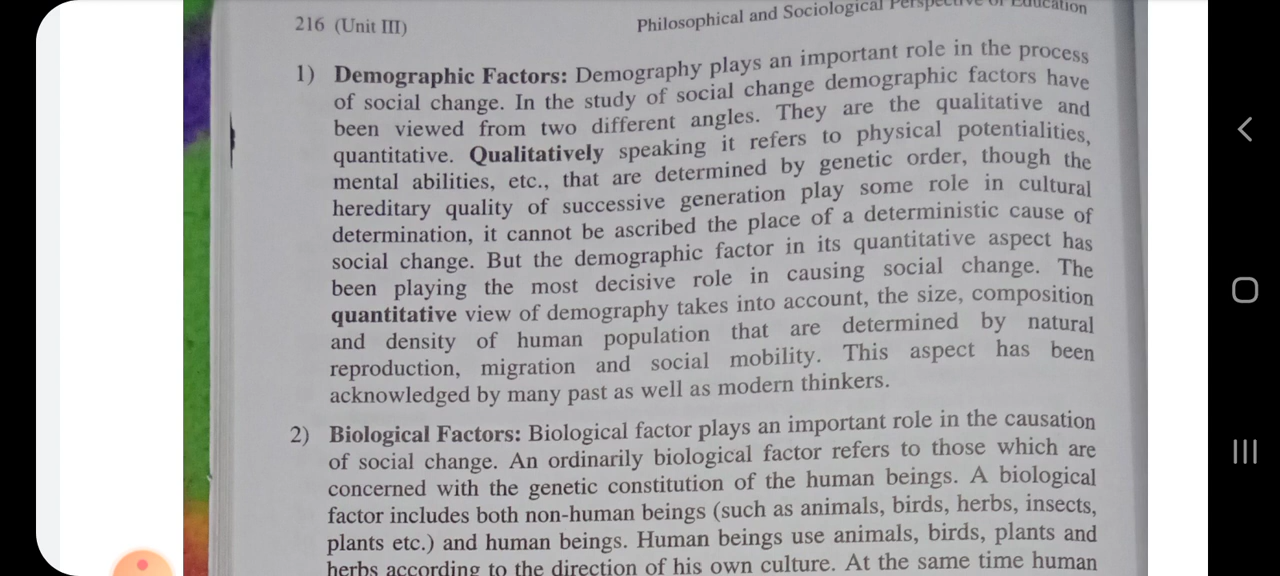 216 (Unit III)
Philosophical and Sociological Perspective of Education
1) Demographic Factors: Demography plays an important role in the process
of social change. In the study of social change demographic factors have
been viewed from two different angles. They are the qualitative and
quantitative. Qualitatively speaking it refers to physical potentialities,
mental abilities, etc., that are determined by genetic order, though the
hereditary quality of successive generation play some role in cultural
determination, it cannot be ascribed the place of a deterministic cause of
social change. But the demographic factor in its quantitative aspect has
been playing the most decisive role in causing social change. The
quantitative view of demography takes into account, the size, composition
and density of human population that are determined by natural
reproduction, migration and social mobility. This aspect has been
acknowledged by many past as well as modern thinkers.
2) Biological Factors: Biological factor plays an important role in the causation
of social change. An ordinarily biological factor refers to those which are
concerned with the genetic constitution of the human beings. A biological
factor includes both non-human beings (such as animals, birds, herbs, insects,
plants etc.) and human beings. Human beings use animals, birds, plants and
herbs according to the direction of his own culture. At the same time human